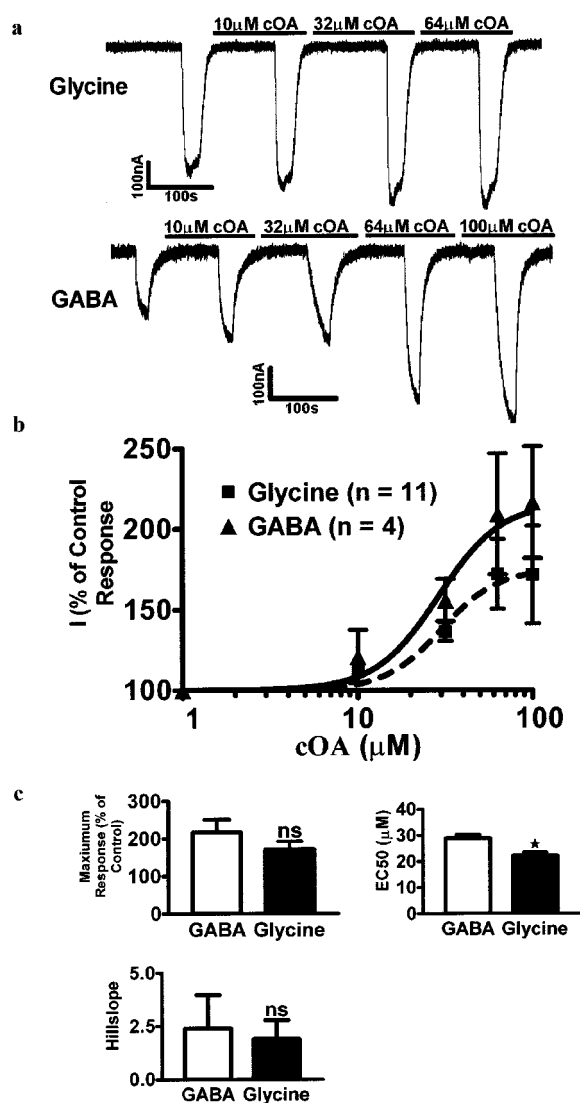 a
10µM cOA 32µM cOA 64µM cOA
Glycine
100nA
100s
10µM cOA 32µM cOA 64µM cOA 100µM cOA
GABA
100nA
100s
b
250
200
150
100
I (% of Control
Response)
Glycine (n = 11)
GABA (n = 4)
1 10 100
cOA (µM)
c
300
200
100
0
Maxiumum
Response (% of
Control)
ns
GABA Glycine
40
30
20
10
0
EC50 (µM)
GABA Glycine
5.0
2.5
0.0
Hillslope
ns
GABA Glycine